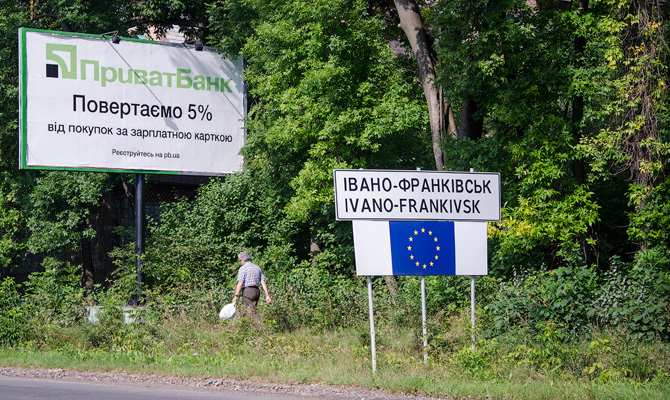 ПриватБанк
Повертаємо 5%
від покупок за зарплатною карткою
Реєструйтесь на pb.ua
ІВАНО-ФРАНКІВСЬК
IVANO-FRANKIVSK